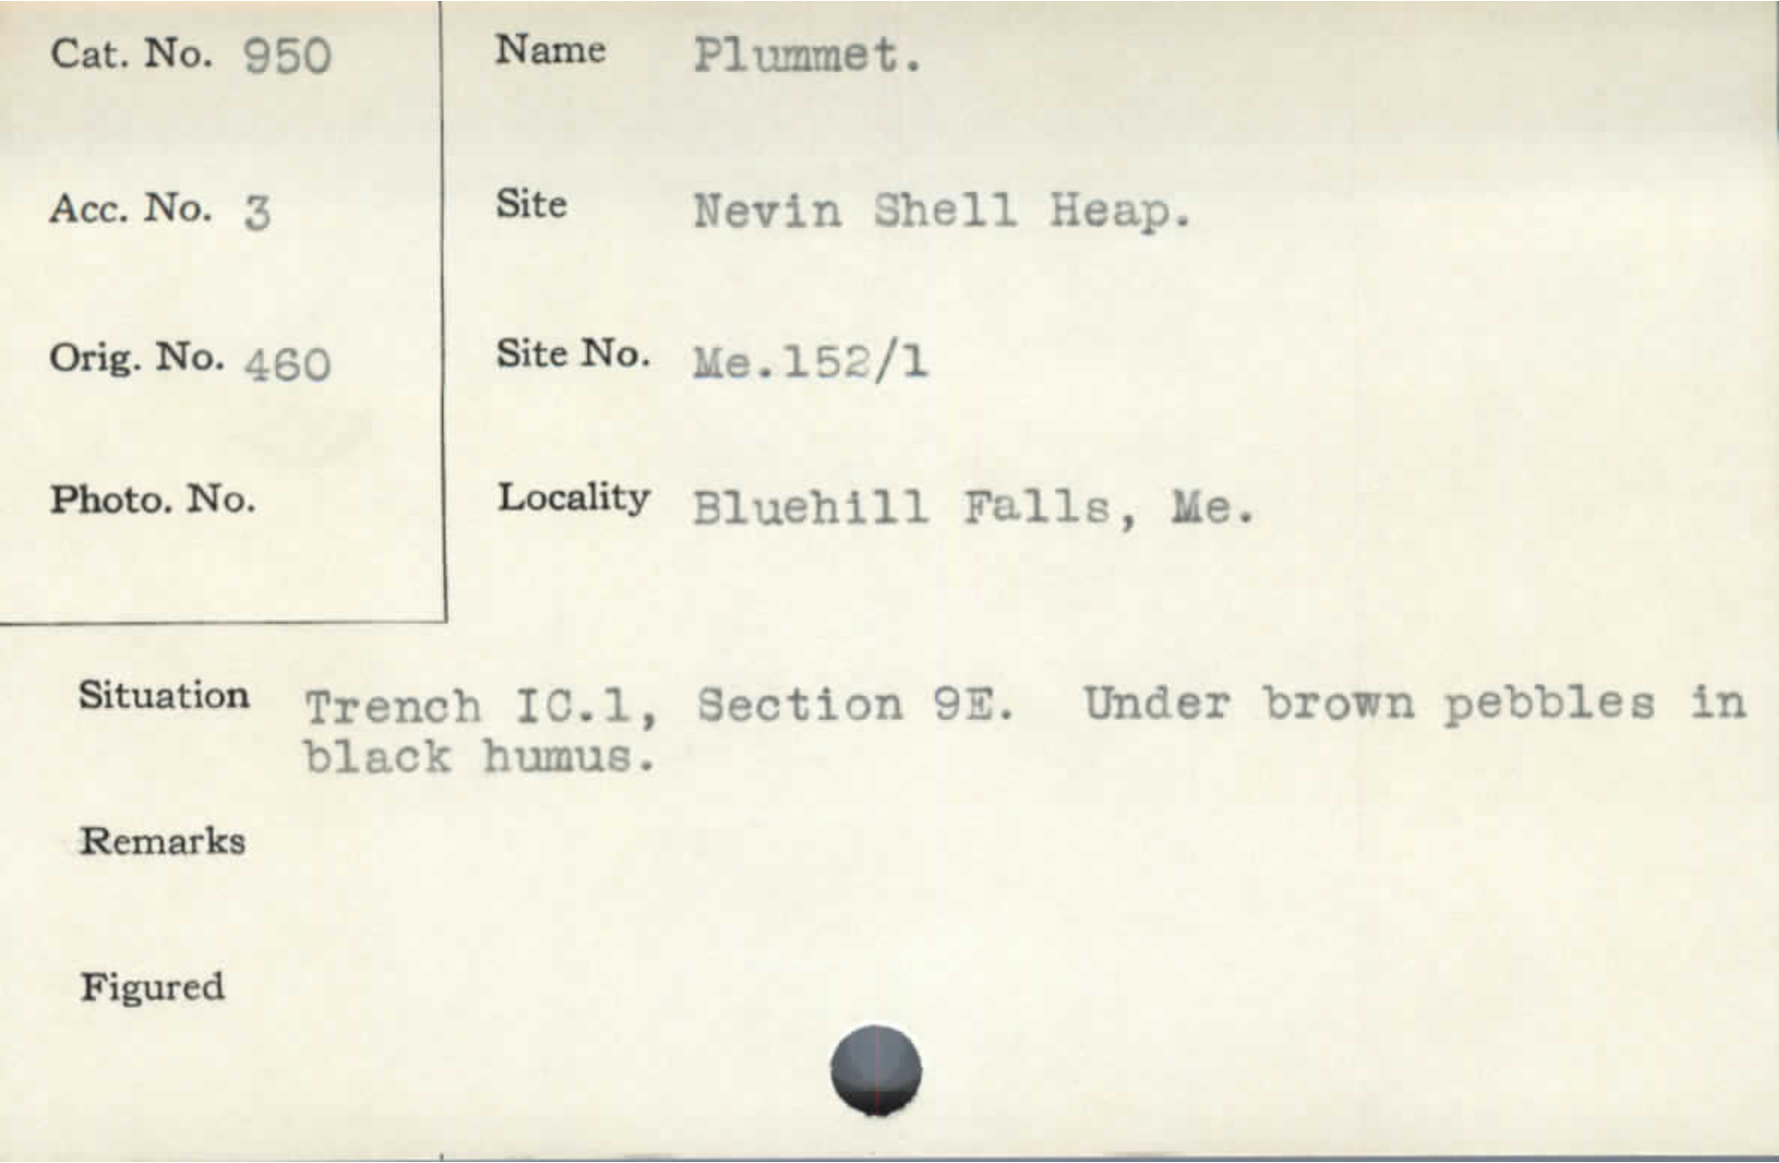 Cat. No. 950
Name Plummet.
Acc. No. 3
Site Nevin Shell Heap.
Orig. No. 460
Site No. Me.152/1
Photo. No.
Locality Bluehill Falls, Me.
Situation Trench IC.1, Section 9E. Under brown pebbles in
black humus.
Remarks
Figured